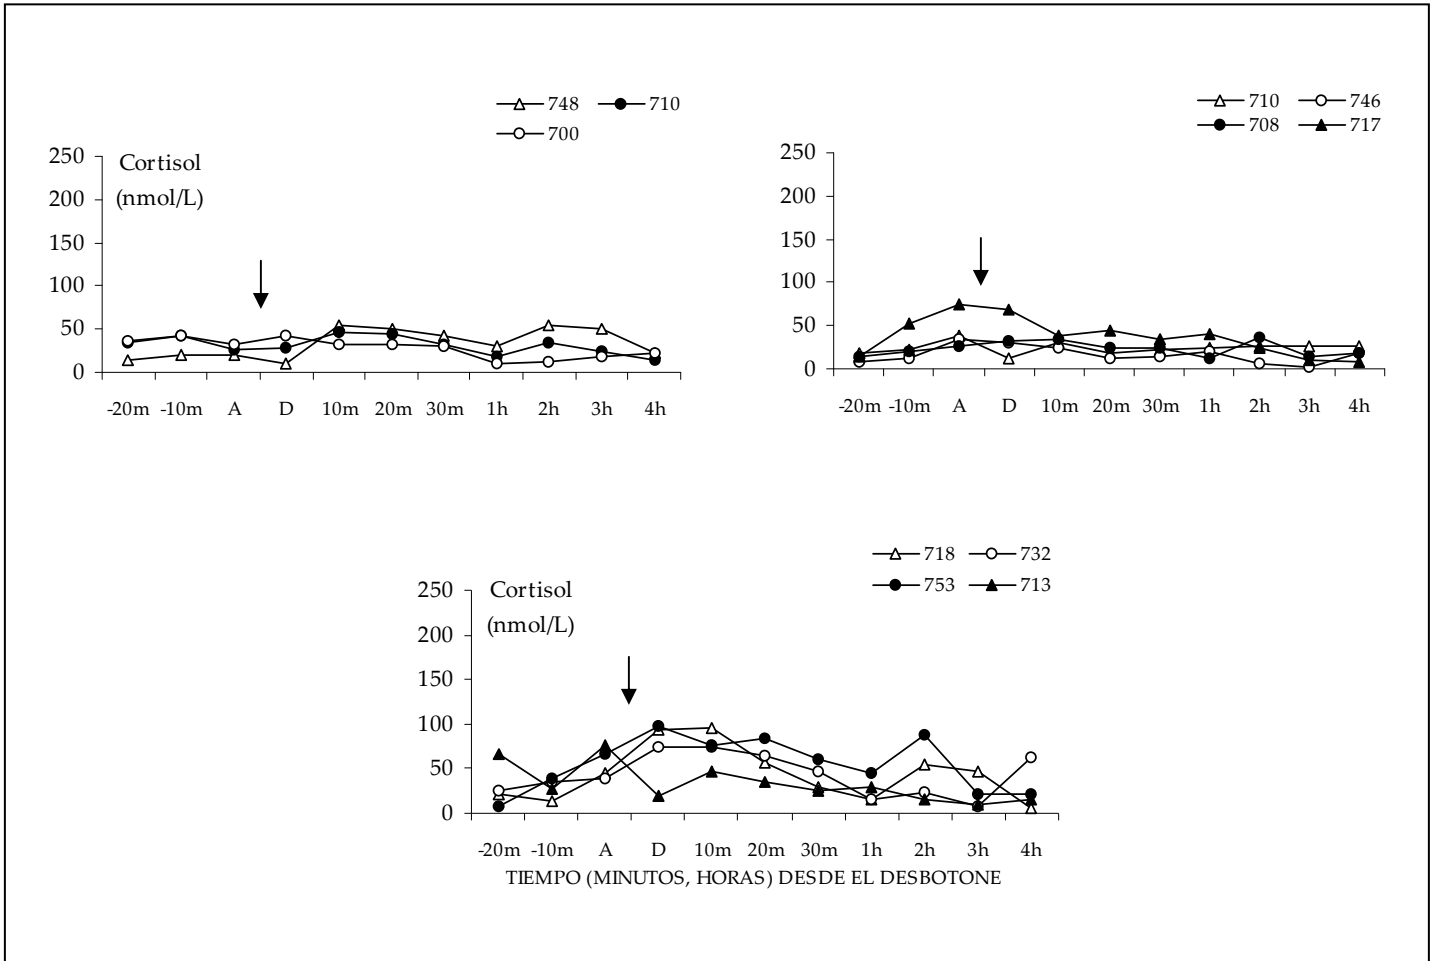 748 710
700
250 Cortisol
200 (nmol/L)
150
100
50
0
-20m -10m A D 10m 20m 30m 1h 2h 3h 4h
710 746
708 717
250
200
150
100
50
0
-20m -10m A D 10m 20m 30m 1h 2h 3h 4h
718 732
753 713
250 Cortisol
200 (nmol/L)
150
100
50
0
-20m -10m A D 10m 20m 30m 1h 2h 3h 4h
TIEMPO (MINUTOS, HORAS) DESDE EL DESBOTONE